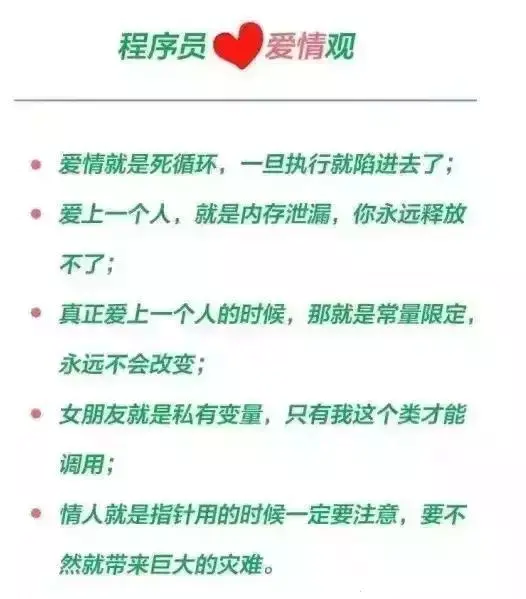 程序员爱情观
爱情就是死循环，一旦执行就陷进去了；
爱上一个人，就是内存泄漏，你永远释放
不了；
真正爱上一个人的时候，那就是常量限定，
永远不会改变；
女朋友就是私有变量，只有我这个类才能
调用；
情人就是指针用的时候一定要注意，要不
然就带来巨大的灾难。